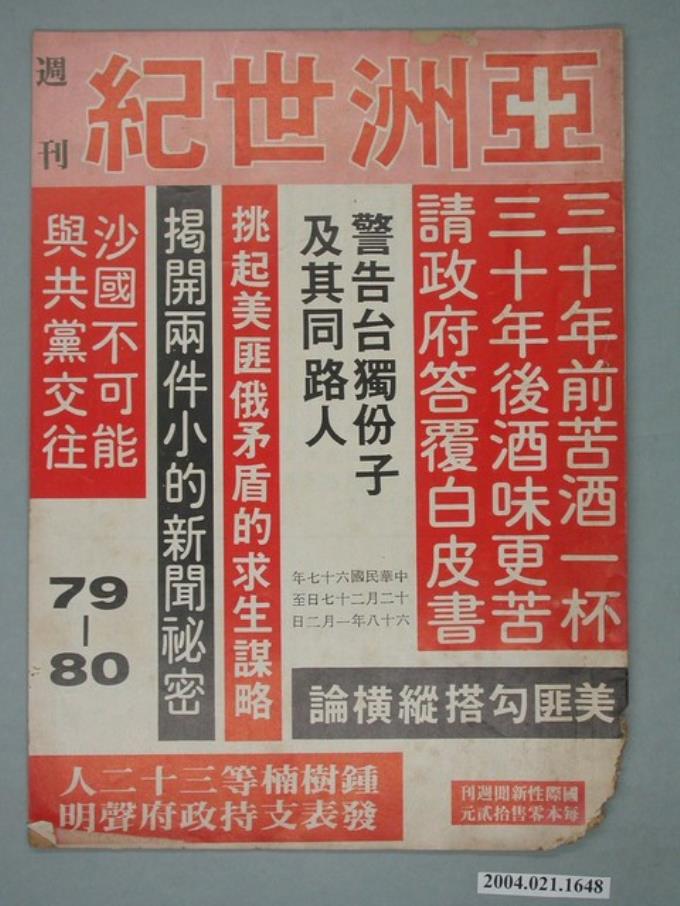 亞洲世紀
週刊
三十年前苦酒一杯
三十年後酒味更苦
請政府答覆白皮書
警告台獨份子
及其同路人
挑起美匪俄矛盾的求生謀略
揭開兩件小的新聞祕密
沙國不可能
與共黨交往
中華民國六十七年
十二月二十七日至
六十八年一月二日
79-80
美匪勾搭縱橫論
鍾樹楠等三十二人
發表支持政府聲明
國際性新聞週刊
每本零售拾貳元
2004.021.1648